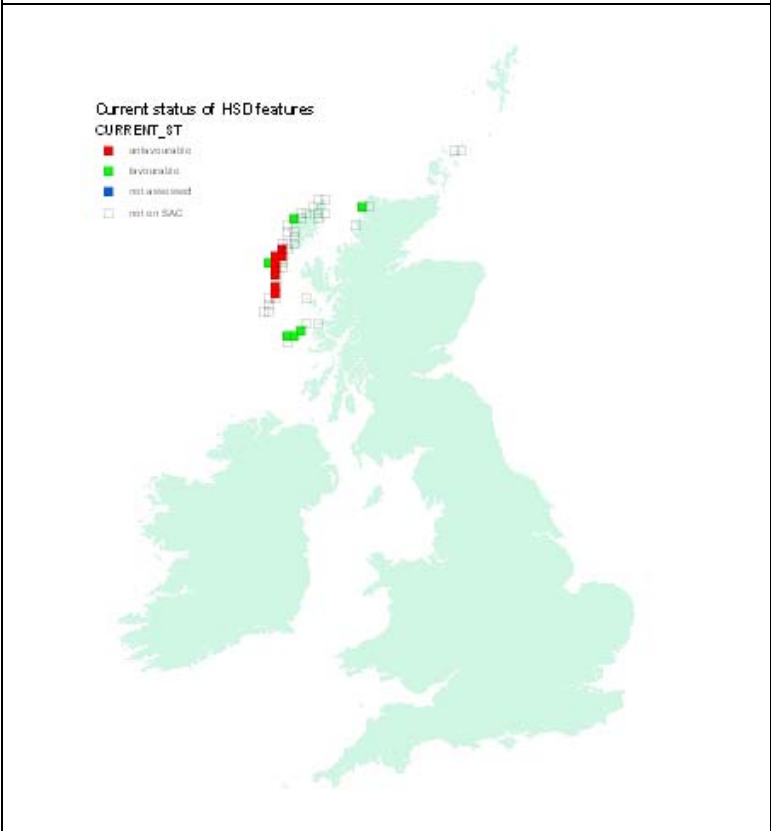 Current status of HSD features
CURRENT_ST
unfavourable
favourable
not assessed
not on SAC